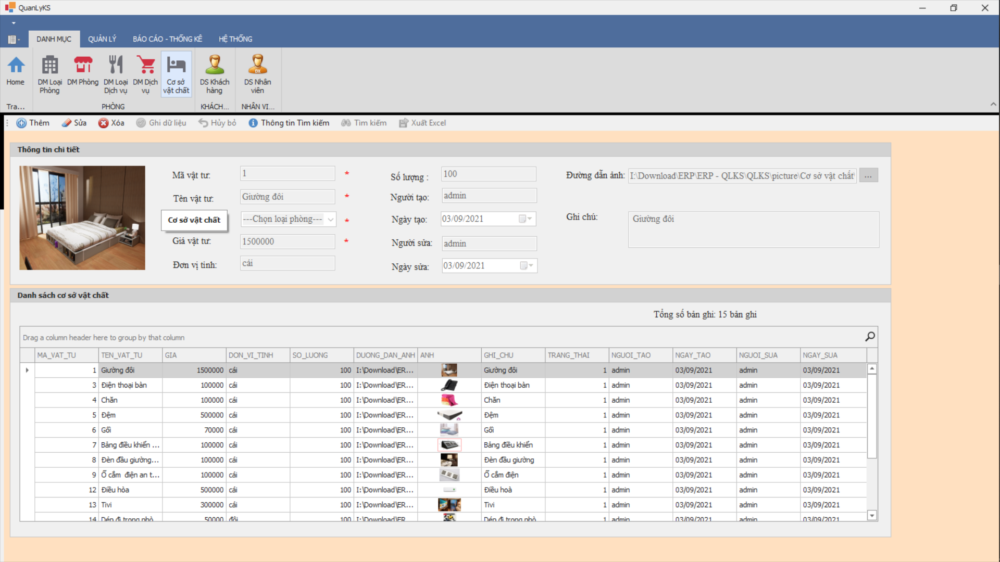 QuanLyKS
DANH MỤC QUẢN LÝ BÁO CÁO - THỐNG KÊ HỆ THỐNG
Home DM Loại Phòng DM Phòng DM Loại Dịch vụ DM Dịch vụ Cơ sở vật chất DS Khách hàng DS Nhân viên
Tra... PHÒNG KHÁCH... NHÂN VI...
Thêm Sửa Xóa Ghi dữ liệu Hủy bỏ Thông tin Tìm kiếm Tìm kiếm Xuất Excel
Thông tin chi tiết
Mã vật tư: 1 * Số lượng : 100 Đường dẫn ảnh: I:\Download\ERP\ERP - QLKS\QLKS\picture\Cơ sở vật chất\ ...
Tên vật tư: Giường đôi * Người tạo: admin
Cơ sở vật chất ---Chọn loại phòng--- * Ngày tạo: 03/09/2021 Ghi chú: Giường đôi
Giá vật tư: 1500000 * Người sửa: admin
Đơn vị tính: cái Ngày sửa: 03/09/2021
Danh sách cơ sở vật chất
Tổng số bản ghi: 15 bản ghi
Drag a column header here to group by that column
MA_VAT_TU TEN_VAT_TU GIA DON_VI_TINH SO_LUONG DUONG_DAN_ANH ANH GHI_CHU TRANG_THAI NGUOI_TAO NGAY_TAO NGUOI_SUA NGAY_SUA
1 Giường đôi 1500000 cái 100 I:\Download\ER... Giường đôi 1 admin 03/09/2021 admin 03/09/2021
3 Điện thoại bàn 100000 cái 100 I:\Download\ER... Điện thoại bàn 1 admin 03/09/2021 admin 03/09/2021
4 Chăn 100000 cái 100 I:\Download\ER... Chăn 1 admin 03/09/2021 admin 03/09/2021
5 Đệm 500000 cái 100 I:\Download\ER... Đệm 1 admin 03/09/2021 admin 03/09/2021
6 Gối 70000 cái 100 I:\Download\ER... Gối 1 admin 03/09/2021 admin 03/09/2021
7 Bảng điều khiển ... 100000 cái 100 I:\Download\ER... Bảng điều khiển 1 admin 03/09/2021 admin 03/09/2021
8 Đèn đầu giường... 100000 cái 100 I:\Download\ER... Đèn đầu giường 1 admin 03/09/2021 admin 03/09/2021
9 Ổ cắm điện an t... 100000 cái 100 I:\Download\ER... Ổ cắm điện 1 admin 03/09/2021 admin 03/09/2021
12 Điều hòa 500000 cái 100 I:\Download\ER... Điều hoà 1 admin 03/09/2021 admin 03/09/2021
13 Tivi 300000 cái 100 I:\Download\ER... Tivi 1 admin 03/09/2021 admin 03/09/2021
14 Dép đi trong phò 50000 đôi 100 I:\Download\ER Dép đi trong phò 1 admin 03/09/2021 admin 03/09/2021